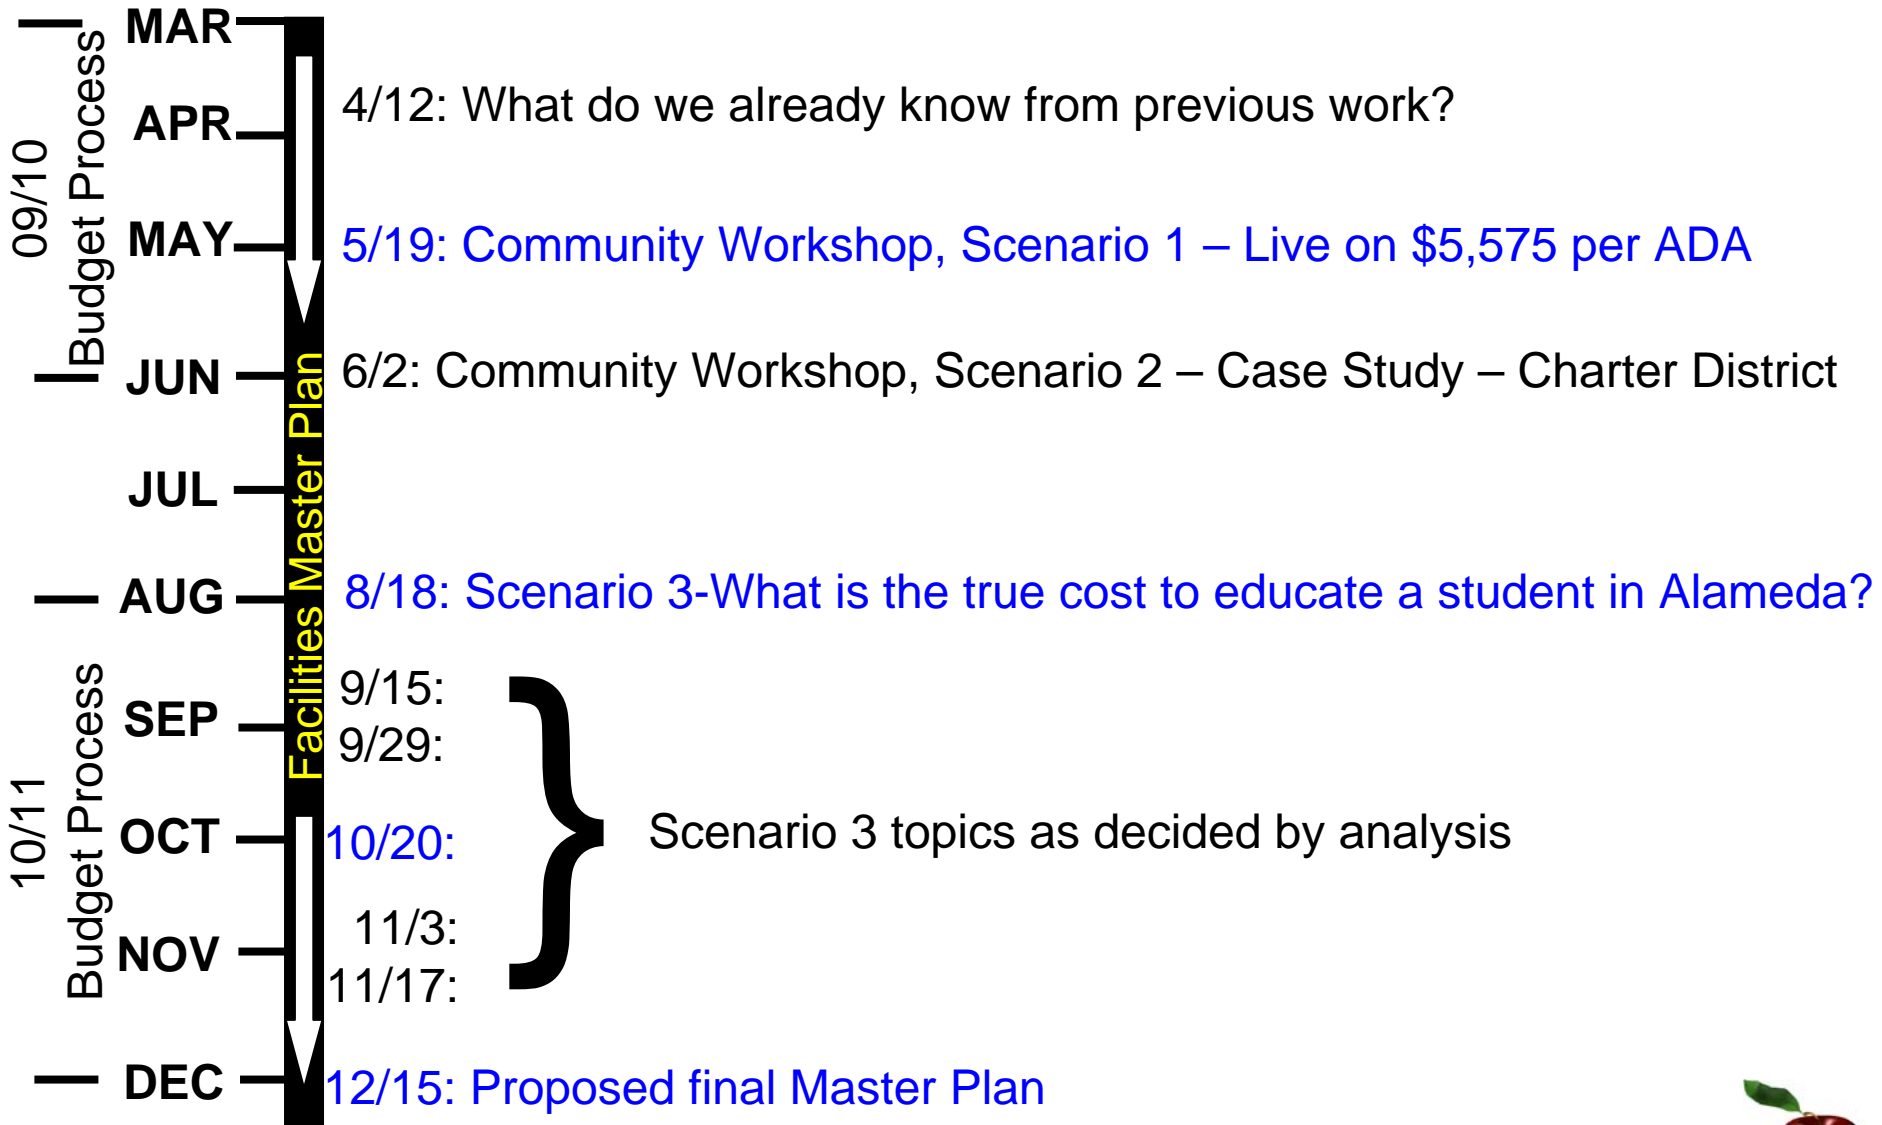 MAR
4/12: What do we already know from previous work?
APR
09/10
Budget Process
MAY
5/19: Community Workshop, Scenario 1 – Live on $5,575 per ADA
JUN
6/2: Community Workshop, Scenario 2 – Case Study – Charter District
JUL
Facilities Master Plan
AUG
8/18: Scenario 3-What is the true cost to educate a student in Alameda?
9/15:
SEP
9/29:
10/11
Budget Process
OCT
10/20:
Scenario 3 topics as decided by analysis
11/3:
NOV
11/17:
DEC
12/15: Proposed final Master Plan